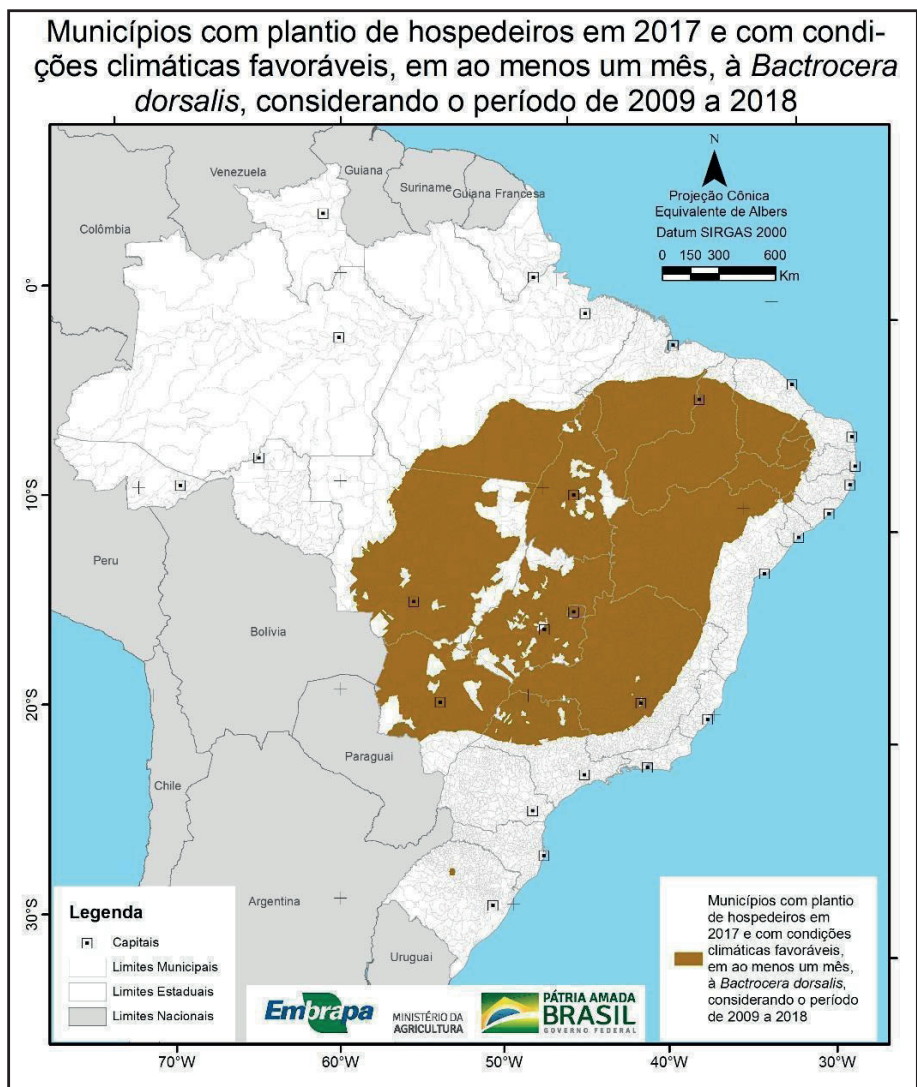 Municípios com plantio de hospedeiros em 2017 e com condi-
ções climáticas favoráveis, em ao menos um mês, à Bactrocera
dorsalis, considerando o período de 2009 a 2018
N
Projeção Cônica
Equivalente de Albers
Datum SIRGAS 2000
0 150 300 600
Km
Venezuela
Guiana
Suriname
Guiana Francesa
Colômbia
Peru
Bolívia
Paraguai
Chile
Argentina
Uruguai
0°
10°S
20°S
30°S
Legenda
Capitais
Limites Municipais
Limites Estaduais
Limites Nacionais
Embrapa
MINISTÉRIO DA
AGRICULTURA
PÁTRIA AMADA
BRASIL
GOVERNO FEDERAL
Municípios com plantio
de hospedeiros em
2017 e com condições
climáticas favoráveis,
em ao menos um mês,
à Bactrocera dorsalis,
considerando o período
de 2009 a 2018
70°W 60°W 50°W 40°W 30°W